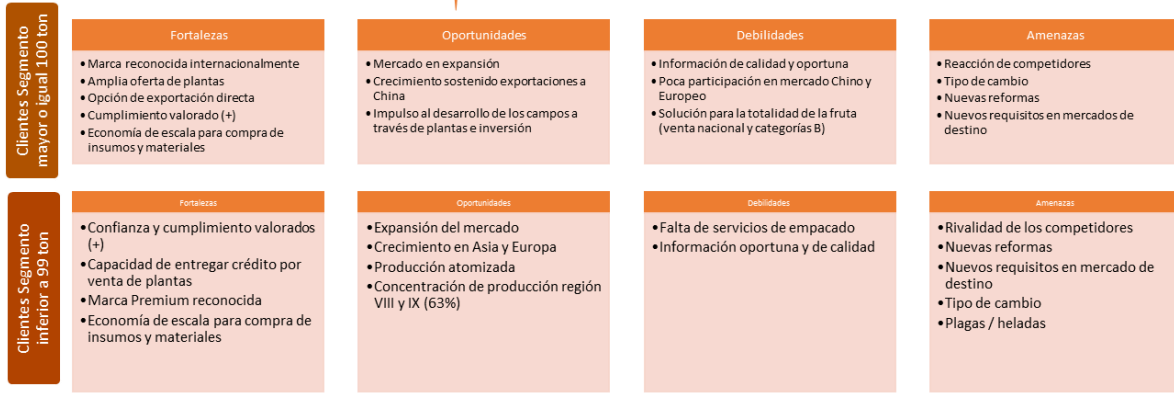 Clientes Segmento
mayor o igual 100 ton
Fortalezas
• Marca reconocida internacionalmente
• Amplia oferta de plantas
• Opción de exportación directa
• Cumplimiento valorado (+)
• Economía de escala para compra de
insumos y materiales
Oportunidades
• Mercado en expansión
• Crecimiento sostenido exportaciones a
China
• Impulso al desarrollo de los campos a
través de plantas e inversión
Debilidades
• Información de calidad y oportuna
• Poca participación en mercado Chino y
Europeo
• Solución para la totalidad de la fruta
(venta nacional y categorías B)
Amenazas
• Reacción de competidores
• Tipo de cambio
• Nuevas reformas
• Nuevos requisitos en mercados de
destino
Clientes Segmento
inferior a 99 ton
Fortalezas
• Confianza y cumplimiento valorados
(+)
• Capacidad de entregar crédito por
venta de plantas
• Marca Premium reconocida
• Economía de escala para compra de
insumos y materiales
Oportunidades
• Expansión del mercado
• Crecimiento en Asia y Europa
• Producción atomizada
• Concentración de producción región
VIII y IX (63%)
Debilidades
• Falta de servicios de empacado
• Información oportuna y de calidad
Amenazas
• Rivalidad de los competidores
• Nuevas reformas
• Nuevos requisitos en mercado de
destino
• Tipo de cambio
• Plagas / heladas